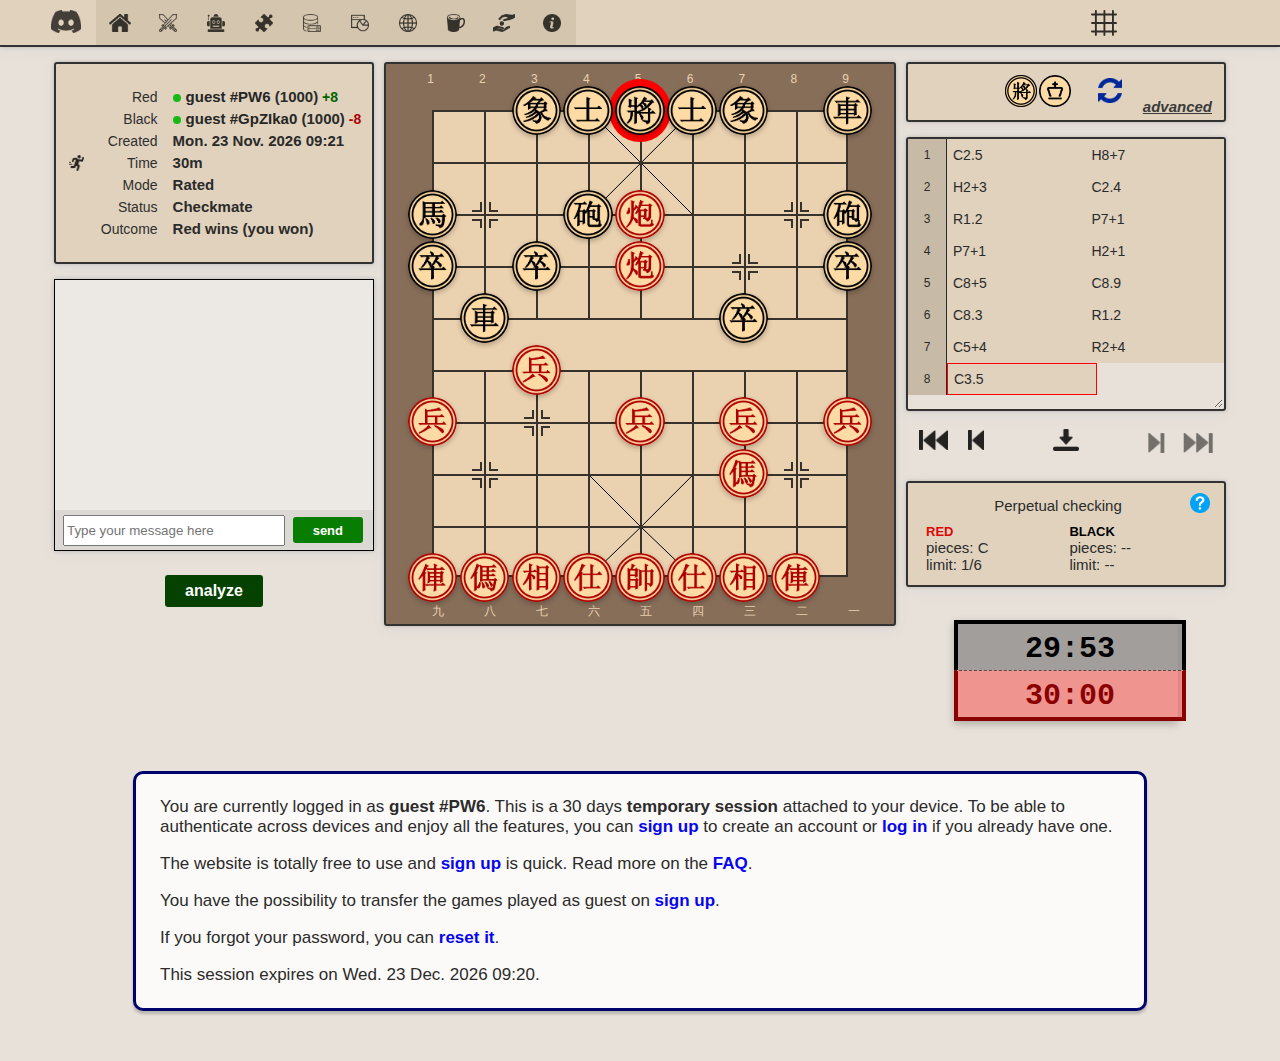 Red guest #PW6 (1000) +8
Black guest #GpZIka0 (1000) -8
Created Mon. 23 Nov. 2026 09:21
Time 30m
Mode Rated
Status Checkmate
Outcome Red wins (you won)
Type your message here send
analyze
1 2 3 4 5 6 7 8 9
象 士 將 士 象 車
馬 砲 炮 砲
卒 卒 炮 卒
車 卒
兵
兵 兵 兵 兵
傌
俥 傌 相 仕 帥 仕 相 俥
九 八 七 六 五 四 三 二 一
將
advanced
1 C2.5 H8+7
2 H2+3 C2.4
3 R1.2 P7+1
4 P7+1 H2+1
5 C8+5 C8.9
6 C8.3 R1.2
7 C5+4 R2+4
8 C3.5
Perpetual checking ?
RED BLACK
pieces: C pieces: --
limit: 1/6 limit: --
29:53
30:00
You are currently logged in as guest #PW6. This is a 30 days temporary session attached to your device. To be able to
authenticate across devices and enjoy all the features, you can sign up to create an account or log in if you already have one.
The website is totally free to use and sign up is quick. Read more on the FAQ.
You have the possibility to transfer the games played as guest on sign up.
If you forgot your password, you can reset it.
This session expires on Wed. 23 Dec. 2026 09:20.